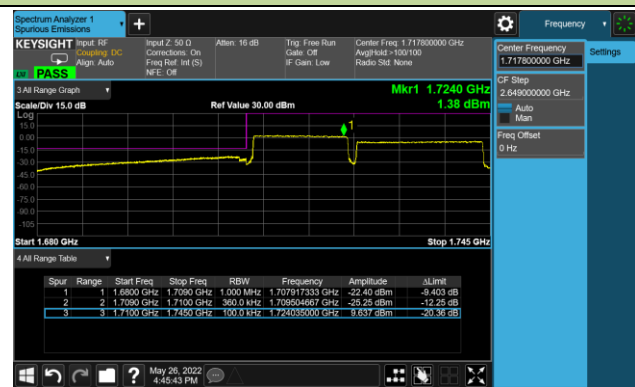 Spectrum Analyzer 1
Spurious Emissions
Frequency
KEYSIGHT
Input: RF
Coupling: DC
Align: Auto
Input Z: 50 Ω
Corrections: On
Freq Ref: Int (S)
NFE: Off
Atten: 16 dB
Trig: Free Run
Gate: Off
IF Gain: Low
Center Freq: 1.717800000 GHz
Avg|Hold:>100/100
Radio Std: None
LXI
PASS
Center Frequency
1.717800000 GHz
Settings
CF Step
2.649000000 GHz
Auto
Man
Freq Offset
0 Hz
3 All Range Graph
Mkr1 1.7240 GHz
Scale/Div 15.0 dB
Ref Value 30.00 dBm
1.38 dBm
Log
15.0
0.00
-15.0
-30.0
-45.0
-60.0
-75.0
-90.0
-105
1
Start 1.680 GHz
Stop 1.745 GHz
4 All Range Table
Spur Range Start Freq Stop Freq RBW Frequency Amplitude ΔLimit
1 1 1.6800 GHz 1.7090 GHz 1.000 MHz 1.707917333 GHz -22.40 dBm -9.403 dB
2 2 1.7090 GHz 1.7100 GHz 360.0 kHz 1.709504667 GHz -25.25 dBm -12.25 dB
3 3 1.7100 GHz 1.7450 GHz 100.0 kHz 1.724035000 GHz 9.637 dBm -20.36 dB
May 26, 2022
4:45:43 PM